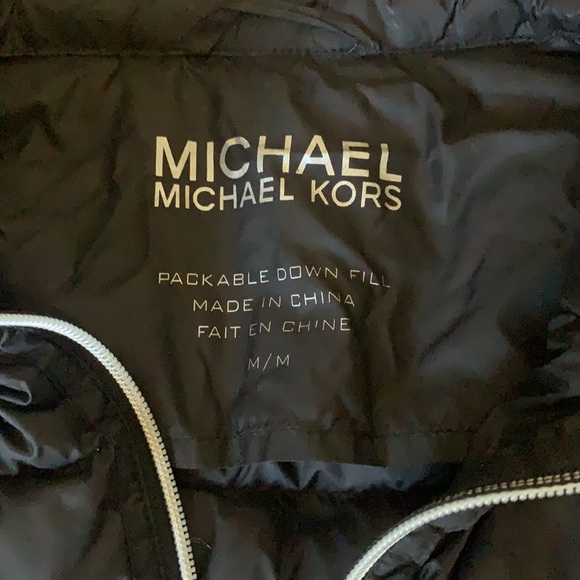 MICHAEL
MICHAEL KORS
PACKABLE DOWN FILL
MADE IN CHINA
FAIT EN CHINE
M/M